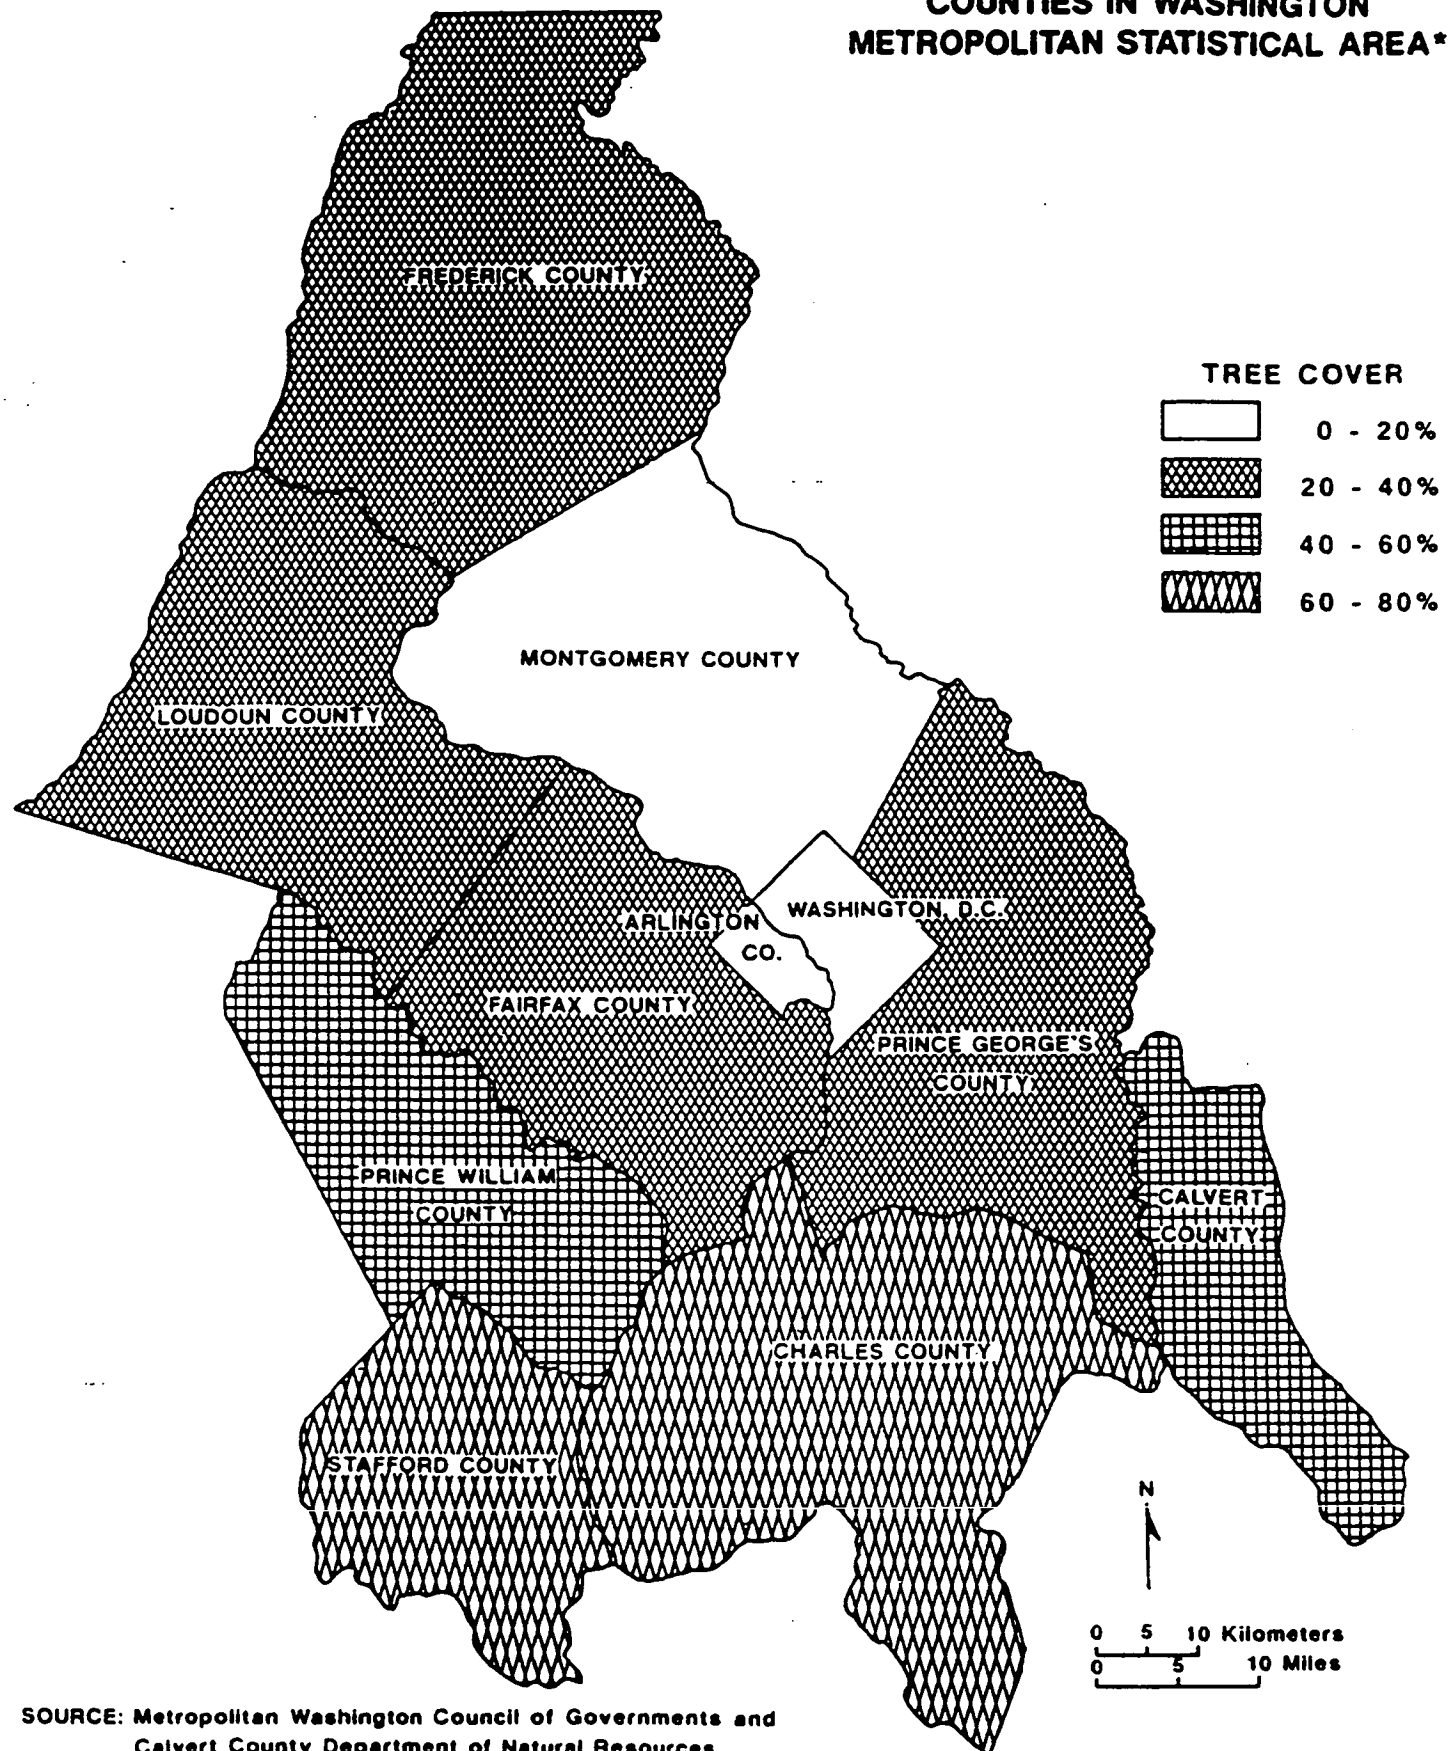 COUNTIES IN WASHINGTON
METROPOLITAN STATISTICAL AREA*
FREDERICK COUNTY
TREE COVER
0 - 20%
20 - 40%
40 - 60%
60 - 80%
MONTGOMERY COUNTY
LOUDOUN COUNTY
ARLINGTON
CO.
WASHINGTON, D.C.
FAIRFAX COUNTY
PRINCE GEORGE'S
COUNTY
PRINCE WILLIAM
COUNTY
CALVERT
COUNTY
CHARLES COUNTY
STAFFORD COUNTY
N
0 5 10 Kilometers
0 5 10 Miles
SOURCE: Metropolitan Washington Council of Governments and
Calvert County Department of Natural Resources